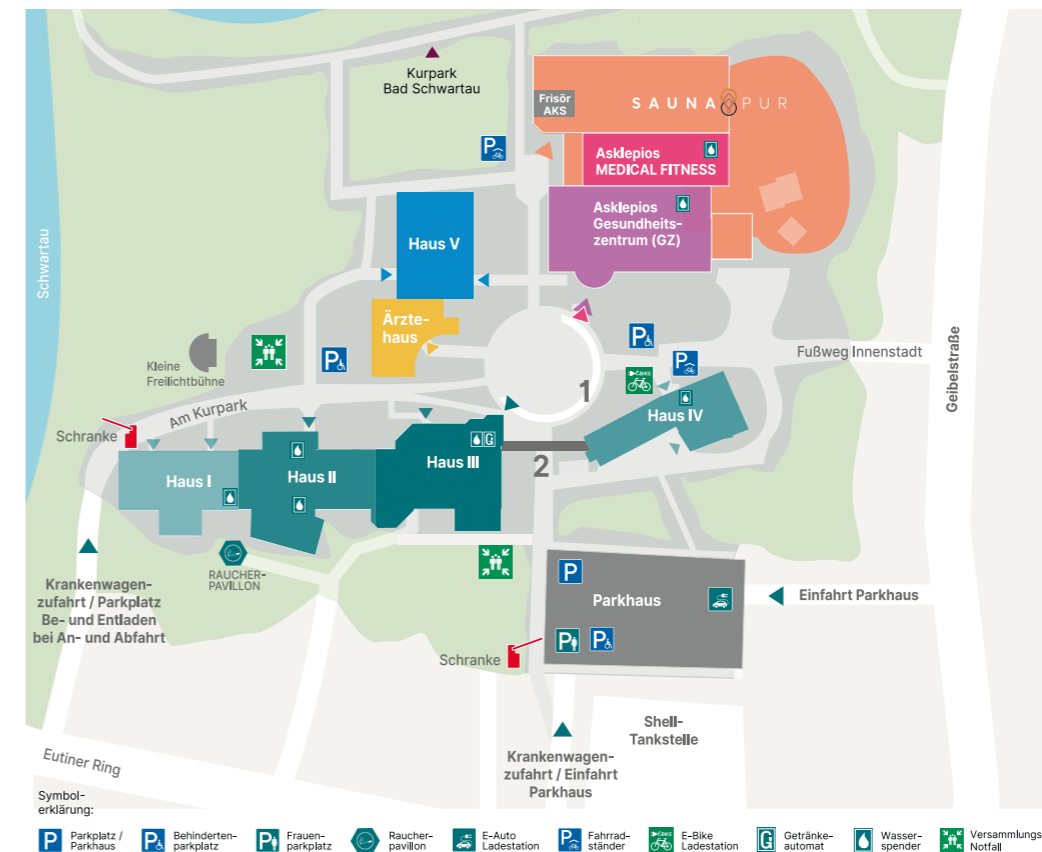 Kurpark
Bad Schwartau
Frisör
AKS
SAUNA PUR
Asklepios
MEDICAL FITNESS
Asklepios
Gesundheits-
zentrum (GZ)
Haus V
Schwartau
Ärzte-
haus
Kleine
Freilichtbühne
Fußweg Innenstadt
Geibelstraße
1
Am Kurpark
Schranke
Haus IV
2
Haus I
Haus II
Haus III
G
RAUCHER-
PAVILLON
Krankenwagen-
zufahrt / Parkplatz
Be- und Entladen
bei An- und Abfahrt
P
Parkhaus
Einfahrt Parkhaus
P
P
Schranke
Shell-
Tankstelle
Krankenwagen-
zufahrt / Einfahrt
Parkhaus
Eutiner Ring
Symbol-
erklärung:
P Parkplatz /
Parkhaus
P Behinderten-
parkplatz
P Frauen-
parkplatz
Raucher-
pavillon
E-Auto
Ladestation
P Fahrrad-
ständer
E-Bike
Ladestation
G Getränke-
automat
Wasser-
spender
Versammlungs
Notfall